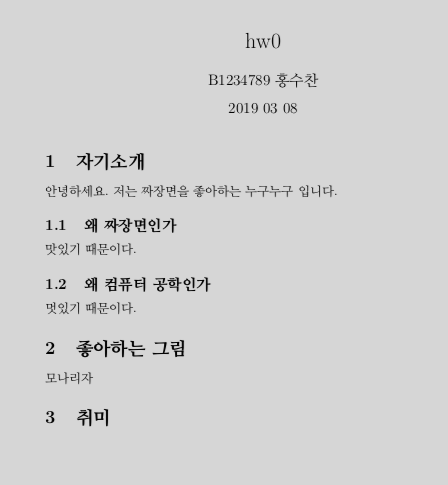 hw0
B1234789 홍수찬
2019 03 08
1 자기소개
안녕하세요. 저는 짜장면을 좋아하는 누구누구 입니다.
1.1 왜 짜장면인가
맛있기 때문이다.
1.2 왜 컴퓨터 공학인가
멋있기 때문이다.
2 좋아하는 그림
모나리자
3 취미